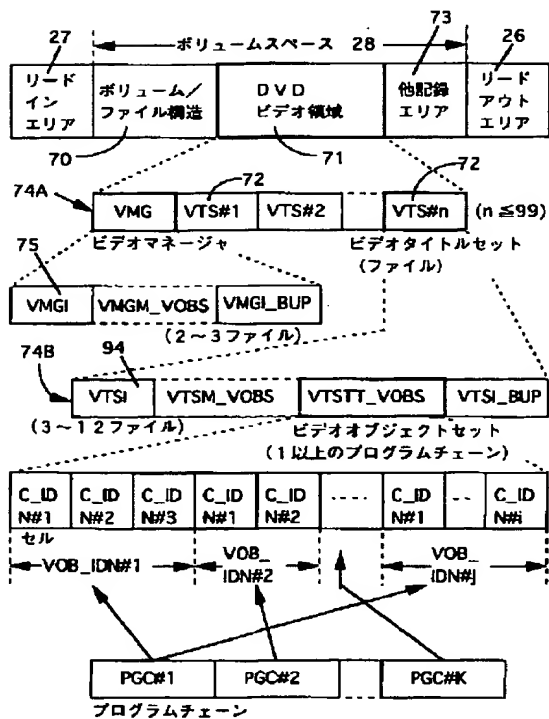 27
ボリュームスペース 28
73
26
リード
イン
エリア
ボリューム／
ファイル構造
DVD
ビデオ領域
他記録
エリア
リード
アウト
エリア
70
71
72
72
74A
VMG
VTS#1
VTS#2
VTS#n
(n≦99)
ビデオマネージャ
ビデオタイトルセット
(ファイル)
75
VMGI
VMGM_VOBS
VMGI_BUP
(2～3ファイル)
94
74B
VTSI
VTSM_VOBS
VTSTT_VOBS
VTSI_BUP
(3～12ファイル)
ビデオオブジェクトセット
(1以上のプログラムチェーン)
C_ID
N#1
C_ID
N#2
C_ID
N#3
C_ID
N#1
C_ID
N#2
C_ID
N#1
C_ID
N#i
セル
VOB_IDN#1
VOB_
IDN#2
VOB_
IDN#j
PGC#1
PGC#2
PGC#K
プログラムチェーン